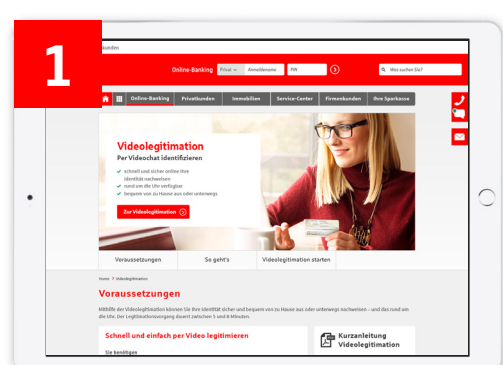 1
kunden
Online-Banking Privat Anmeldename PIN Was suchen Sie?
Online-Banking Privatkunden Immobilien Service-Center Firmenkunden Ihre Sparkasse
Videolegitimation
Per Videochat identifizieren
schnell und sicher online Ihre
Identität nachweisen
rund um die Uhr verfügbar
bequem von zu Hause aus oder unterwegs
Zur Videolegitimation
Voraussetzungen So geht's Videolegitimation starten
Home > Videolegitimation
Voraussetzungen
Mithilfe der Videolegitimation können Sie Ihre Identität sicher und bequem von zu Hause aus oder unterwegs nachweisen – und das rund um
die Uhr. Der Legitimationsvorgang dauert zwischen 5 und 8 Minuten.
Schnell und einfach per Video legitimieren
Sie benötigen
Kurzanleitung
Videolegitimation